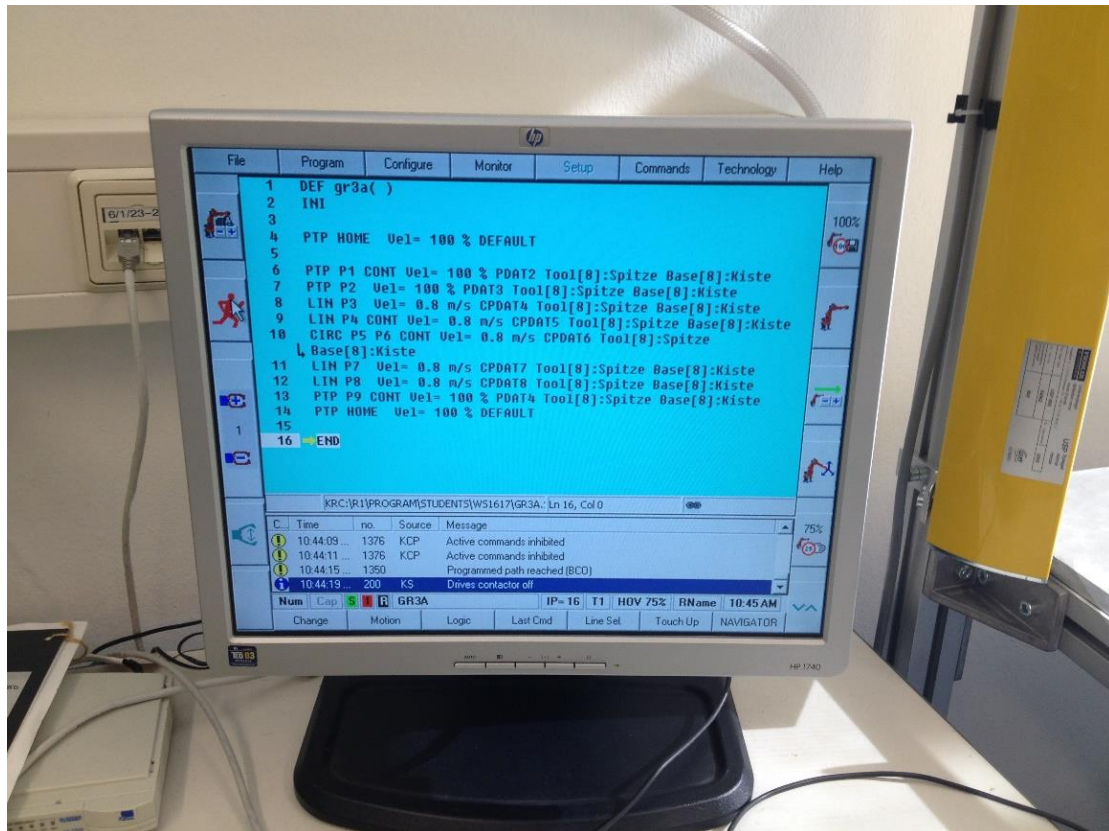 hp
File Program Configure Monitor Setup Commands Technology Help
1 DEF gr3a( )
2 INI
3
4 PTP HOME Vel= 100 % DEFAULT
5
6 PTP P1 CONT Vel= 100 % PDAT2 Tool[8]:Spitze Base[8]:Kiste
7 PTP P2 Vel= 100 % PDAT3 Tool[8]:Spitze Base[8]:Kiste
8 LIN P3 Vel= 0.8 m/s CPDAT4 Tool[8]:Spitze Base[8]:Kiste
9 LIN P4 CONT Vel= 0.8 m/s CPDAT5 Tool[8]:Spitze Base[8]:Kiste
10 CIRC P5 P6 CONT Vel= 0.8 m/s CPDAT6 Tool[8]:Spitze
Base[8]:Kiste
11 LIN P7 Vel= 0.8 m/s CPDAT7 Tool[8]:Spitze Base[8]:Kiste
12 LIN P8 Vel= 0.8 m/s CPDAT8 Tool[8]:Spitze Base[8]:Kiste
13 PTP P9 CONT Vel= 100 % PDAT4 Tool[8]:Spitze Base[8]:Kiste
14 PTP HOME Vel= 100 % DEFAULT
15
16 END
6/1/23-2
1
100%
75%
KRC:\R1\PROGRAM\STUDENTS\WS1617\GR3A.: Ln 16, Col 0
C... Time no. Source Message
10:44:09 ... 1376 KCP Active commands inhibited
10:44:11 ... 1376 KCP Active commands inhibited
10:44:15 ... 1350 Programmed path reached (BCO)
10:44:19 ... 200 KS Drives contactor off
Num Cap S I R GR3A IP= 16 T1 HOV 75% RName 10:45 AM
Change Motion Logic Last Cmd Line Sel. Touch Up NAVIGATOR
TCO 03
HP 1740